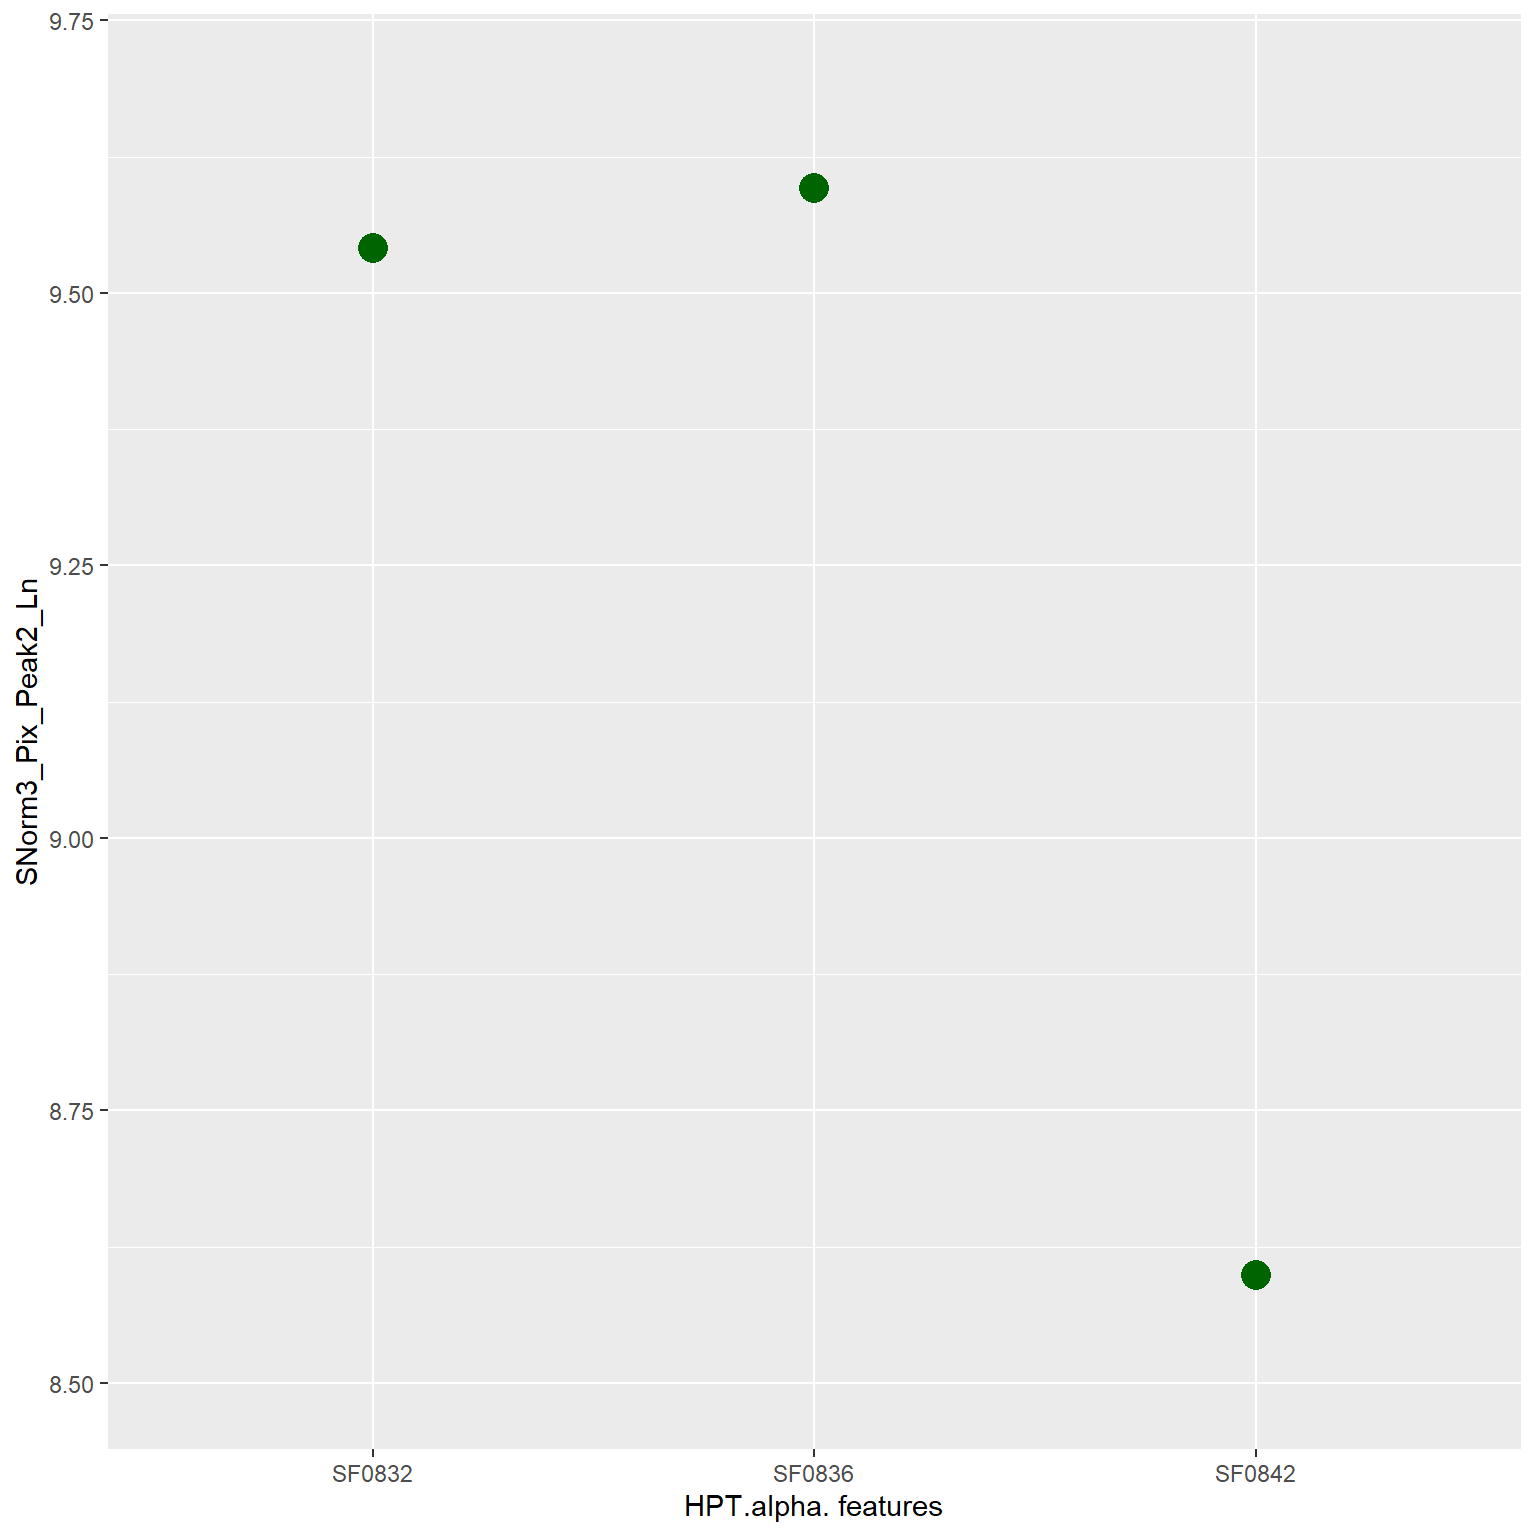 9.75
9.50
9.25
9.00
8.75
8.50
SNorm3_Pix_Peak2_Ln
SF0832
SF0836
SF0842
HPT.alpha. features